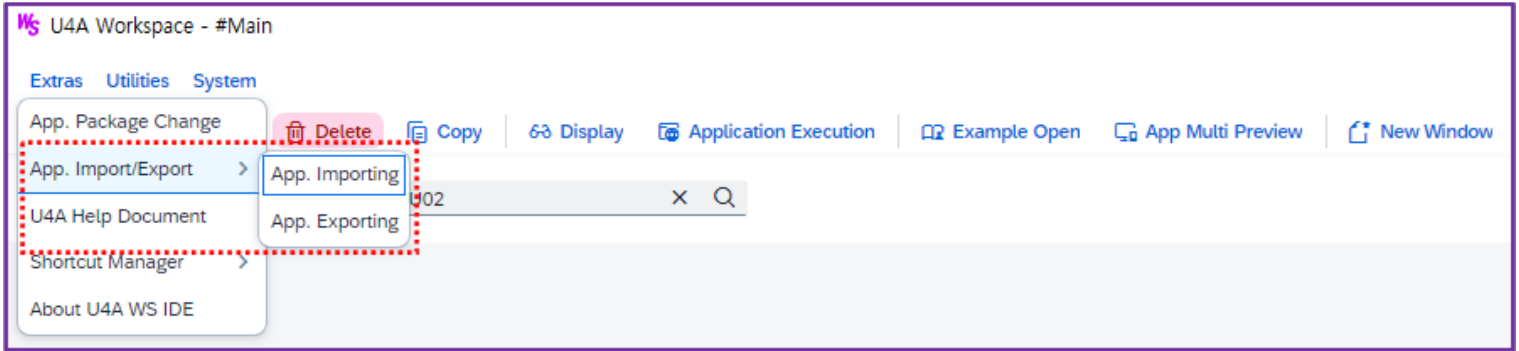 WS U4A Workspace - #Main
Extras Utilities System
App. Package Change
Delete Copy Display Application Execution Example Open App Multi Preview New Window
App. Import/Export
App. Importing
U02
U4A Help Document
App. Exporting
Shortcut Manager
About U4A WS IDE